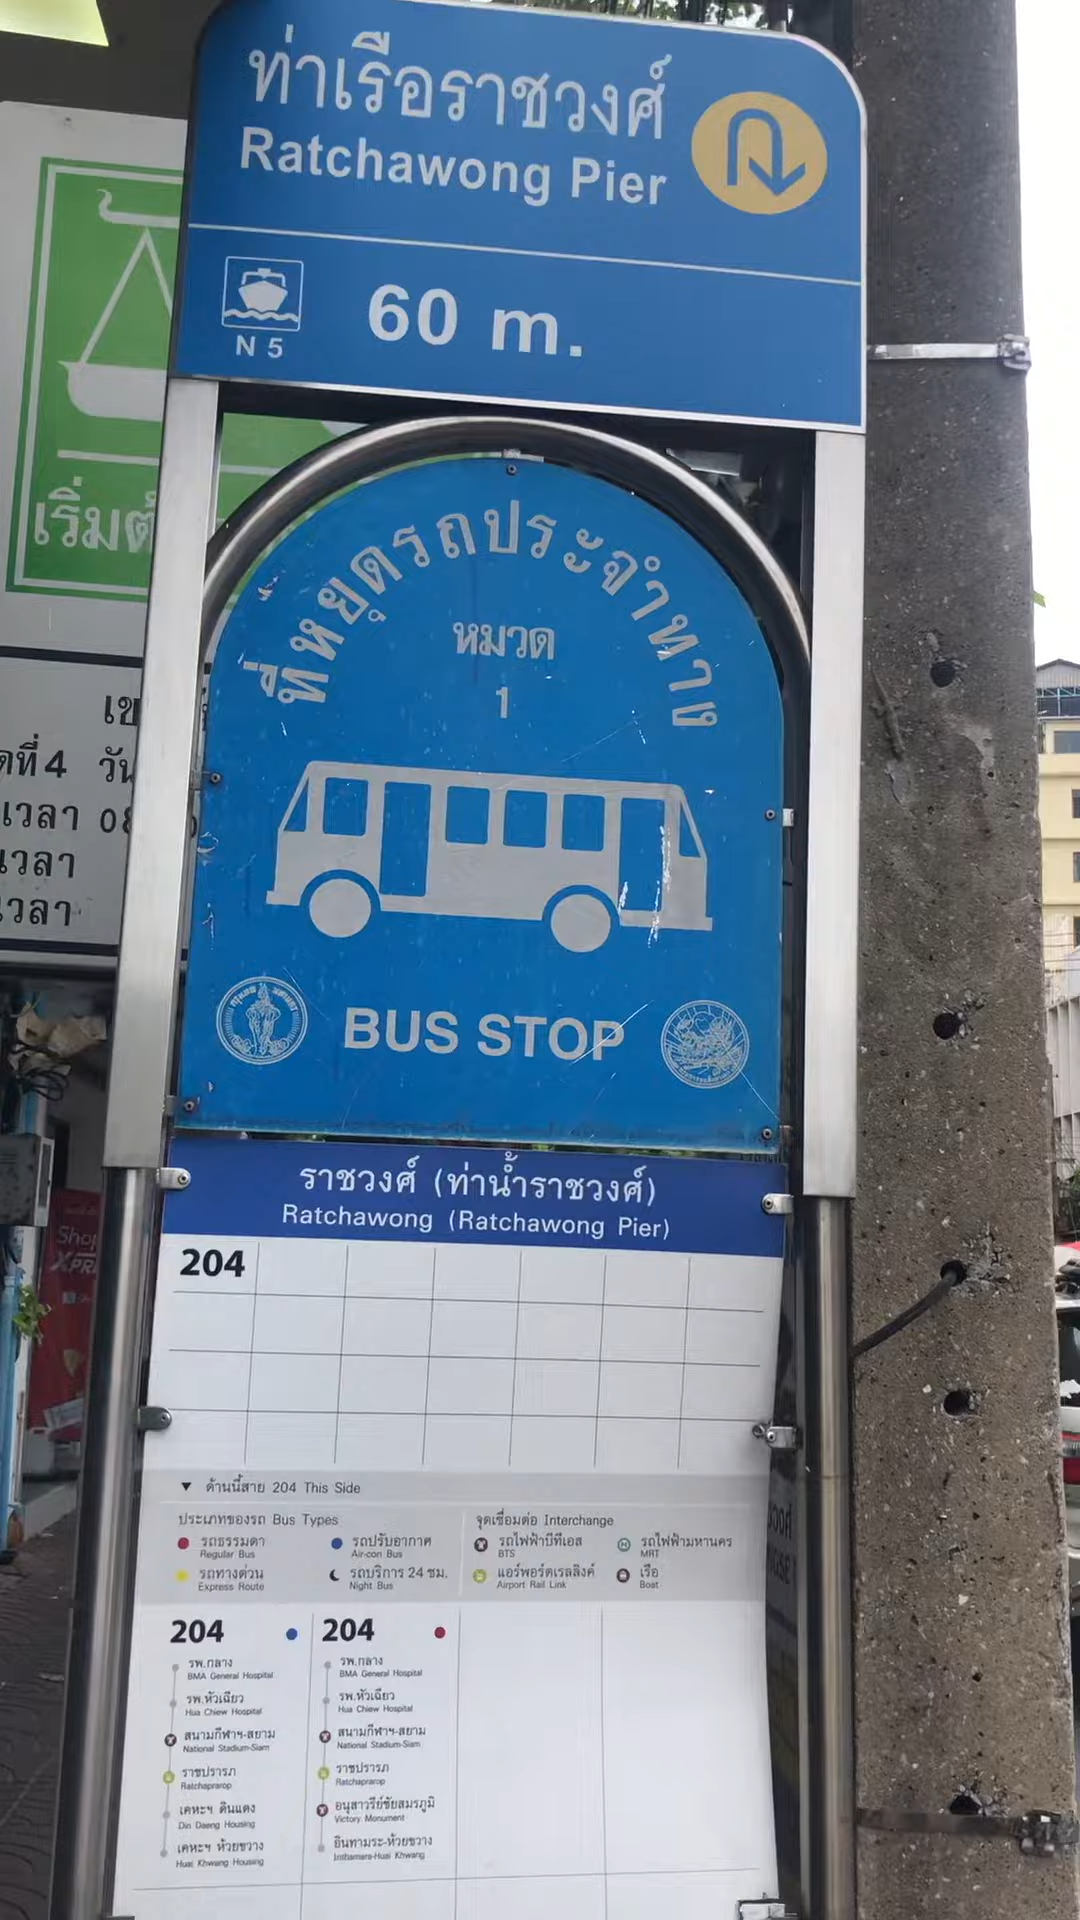 ท่าเรือราชวงศ์
Ratchawong Pier
N 5
60 m.
ที่หยุดรถประจำทาง
หมวด
1
BUS STOP
เริ่มต้
ดที่ 4 วัน
เวลา
เวลา
เวลา
ราชวงศ์ (ท่าน้ำราชวงศ์)
Ratchawong (Ratchawong Pier)
204
▼ ด้านนี้สาย 204 This Side
ประเภทของรถ Bus Types
รถธรรมดา
Regular Bus
รถปรับอากาศ
Air-con Bus
รถทางด่วน
Express Route
รถบริการ 24 ชม.
Night Bus
จุดเชื่อมต่อ Interchange
รถไฟฟ้าบีทีเอส
BTS
รถไฟฟ้ามหานคร
MRT
แอร์พอร์ตเรลลิงค์
Airport Rail Link
เรือ
Boat
204
รพ.กลาง
BMA General Hospital
รพ.หัวเฉียว
Hua Chiew Hospital
สนามกีฬาฯ-สยาม
National Stadium-Siam
ราชปรารภ
Ratchaprarop
เคหะฯ ดินแดง
Din Daeng Housing
เคหะฯ ห้วยขวาง
Huai Khwang Housing
204
รพ.กลาง
BMA General Hospital
รพ.หัวเฉียว
Hua Chiew Hospital
สนามกีฬาฯ-สยาม
National Stadium-Siam
ราชปรารภ
Ratchaprarop
อนุสาวรีย์ชัยสมรภูมิ
Victory Monument
อินทามระ-ห้วยขวาง
Inthamara-Huai Khwang